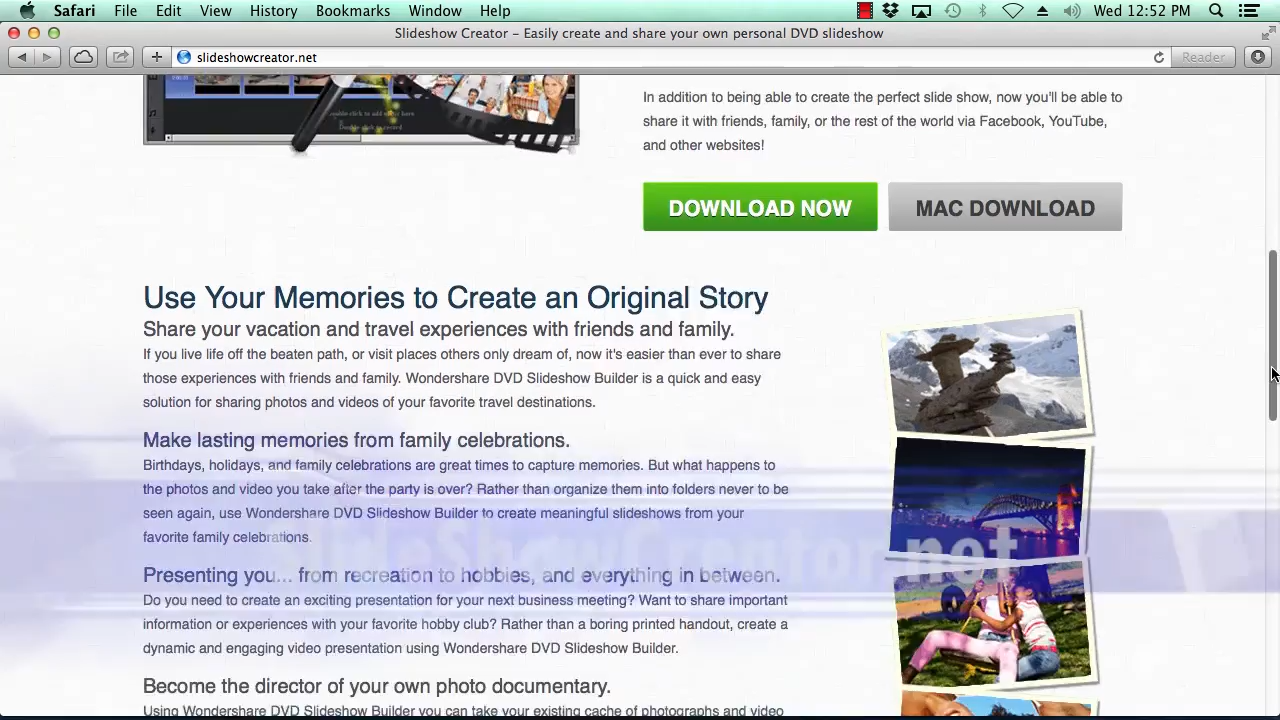 Safari File Edit View History Bookmarks Window Help
Wed 12:52 PM
Slideshow Creator – Easily create and share your own personal DVD slideshow
slideshowcreator.net
Reader
In addition to being able to create the perfect slide show, now you'll be able to
share it with friends, family, or the rest of the world via Facebook, YouTube,
and other websites!
DOWNLOAD NOW
MAC DOWNLOAD
Use Your Memories to Create an Original Story
Share your vacation and travel experiences with friends and family.
If you live life off the beaten path, or visit places others only dream of, now it's easier than ever to share
those experiences with friends and family. Wondershare DVD Slideshow Builder is a quick and easy
solution for sharing photos and videos of your favorite travel destinations.
Make lasting memories from family celebrations.
Birthdays, holidays, and family celebrations are great times to capture memories. But what happens to
the photos and video you take after the party is over? Rather than organize them into folders never to be
seen again, use Wondershare DVD Slideshow Builder to create meaningful slideshows from your
favorite family celebrations.
Presenting you... from recreation to hobbies, and everything in between.
Do you need to create an exciting presentation for your next business meeting? Want to share important
information or experiences with your favorite hobby club? Rather than a boring printed handout, create a
dynamic and engaging video presentation using Wondershare DVD Slideshow Builder.
Become the director of your own photo documentary.
Using Wondershare DVD Slideshow Builder you can take your existing cache of photographs and video